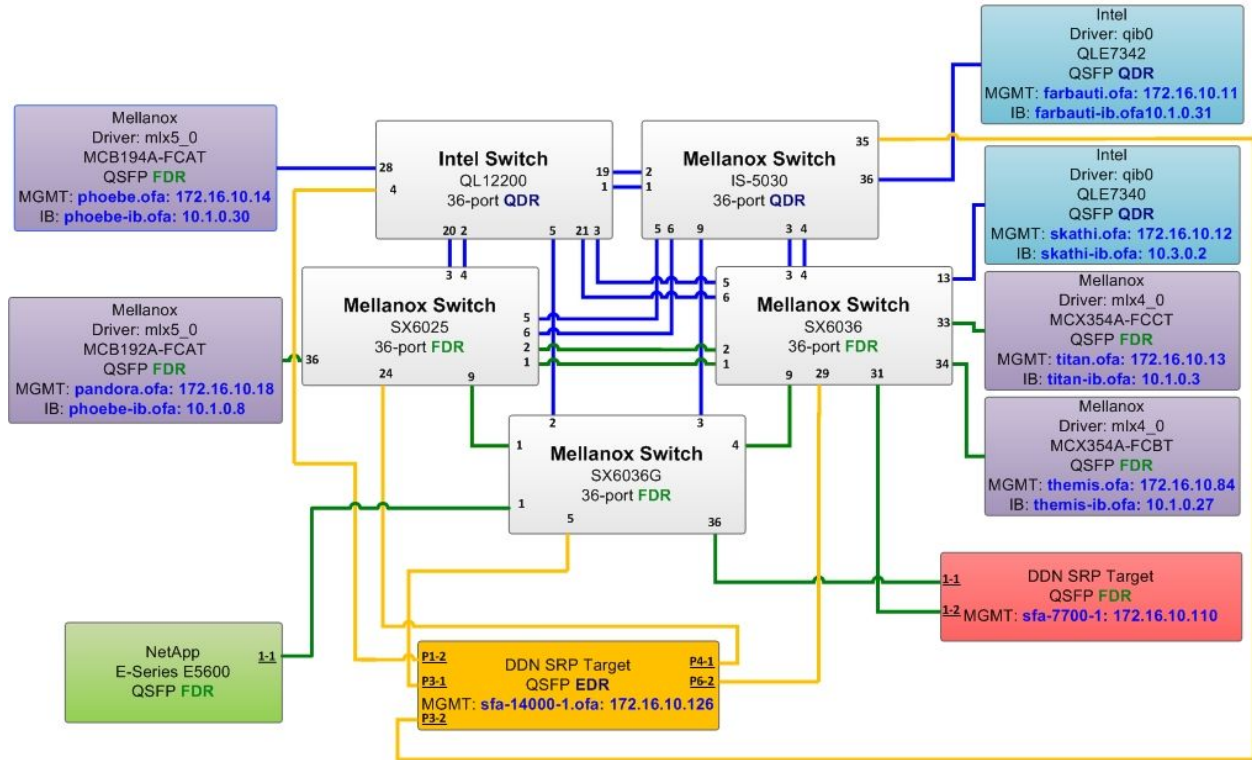 Intel
Driver: qib0
QLE7342
QSFP QDR
MGMT: farbauti.ofa: 172.16.10.11
IB: farbauti-ib.ofa10.1.0.31
Mellanox
Driver: mlx5_0
MCB194A-FCAT
QSFP FDR
MGMT: phoebe.ofa: 172.16.10.14
IB: phoebe-ib.ofa: 10.1.0.30
28
4
Intel Switch
QL12200
36-port QDR
19
1
20 2
5
21 3
2
1
Mellanox Switch
IS-5030
36-port QDR
35
36
5 6
9
3 4
Intel
Driver: qib0
QLE7340
QSFP QDR
MGMT: skathi.ofa: 172.16.10.12
IB: skathi-ib.ofa: 10.3.0.2
3 4
Mellanox Switch
SX6025
36-port FDR
36
5
6
2
1
24
9
3 4
Mellanox Switch
SX6036
36-port FDR
5
6
2
1
13
33
34
9
29
31
Mellanox
Driver: mlx5_0
MCB192A-FCAT
QSFP FDR
MGMT: pandora.ofa: 172.16.10.18
IB: phoebe-ib.ofa: 10.1.0.8
Mellanox
Driver: mlx4_0
MCX354A-FCCT
QSFP FDR
MGMT: titan.ofa: 172.16.10.13
IB: titan-ib.ofa: 10.1.0.3
Mellanox
Driver: mlx4_0
MCX354A-FCBT
QSFP FDR
MGMT: themis.ofa: 172.16.10.84
IB: themis-ib.ofa: 10.1.0.27
2
3
1
4
Mellanox Switch
SX6036G
36-port FDR
1
5
36
1-1
1-2
DDN SRP Target
QSFP FDR
MGMT: sfa-7700-1: 172.16.10.110
NetApp
E-Series E5600
QSFP FDR
1-1
P1-2
P3-1
P3-2
DDN SRP Target
QSFP EDR
MGMT: sfa-14000-1.ofa: 172.16.10.126
P4-1
P6-2